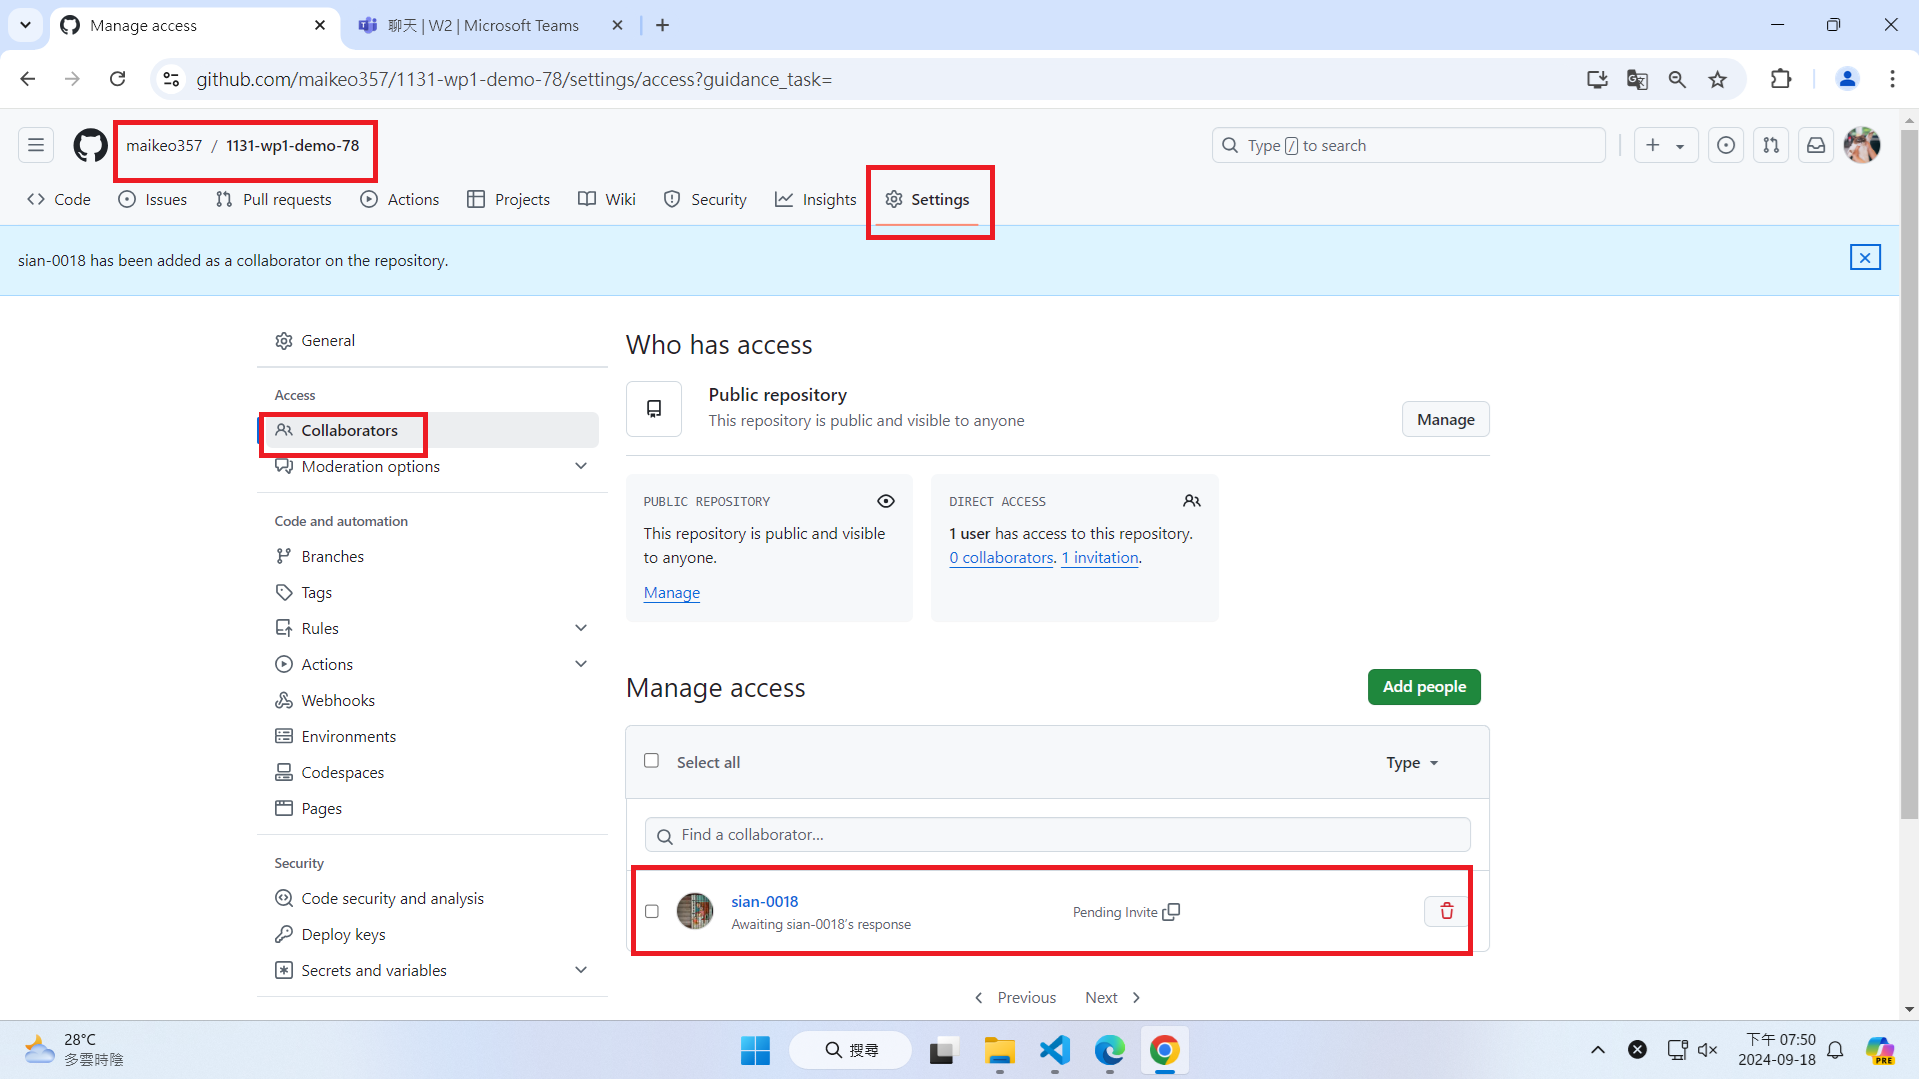 Manage access
聊天 | W2 | Microsoft Teams
github.com/maikeo357/1131-wp1-demo-78/settings/access?guidance_task=
maikeo357 / 1131-wp1-demo-78
Type / to search
Code
Issues
Pull requests
Actions
Projects
Wiki
Security
Insights
Settings
sian-0018 has been added as a collaborator on the repository.
General
Access
Collaborators
Moderation options
Code and automation
Branches
Tags
Rules
Actions
Webhooks
Environments
Codespaces
Pages
Security
Code security and analysis
Deploy keys
Secrets and variables
Who has access
Public repository
This repository is public and visible to anyone
Manage
PUBLIC REPOSITORY
This repository is public and visible
to anyone.
Manage
DIRECT ACCESS
1 user has access to this repository.
0 collaborators. 1 invitation.
Manage access
Add people
Select all
Type
Find a collaborator...
sian-0018
Awaiting sian-0018's response
Pending Invite
Previous
Next
28°C
多雲時陰
搜尋
下午 07:50
2024-09-18
PRE